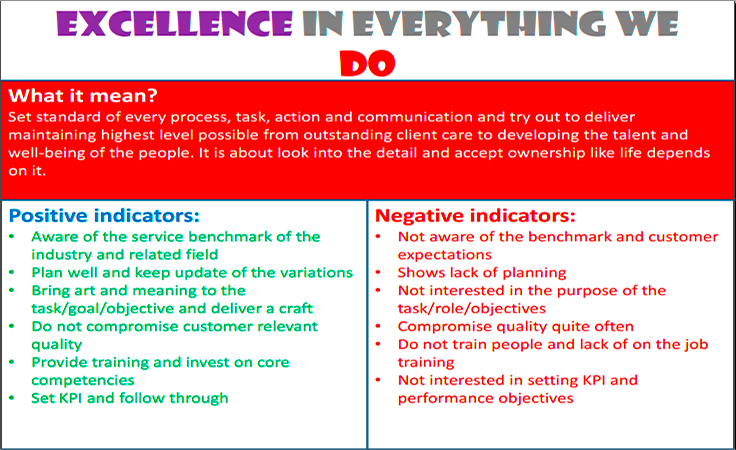 EXCELLENCE IN EVERYTHING WE
DO
What it mean?
Set standard of every process, task, action and communication and try out to deliver
maintaining highest level possible from outstanding client care to developing the talent and
well-being of the people. It is about look into the detail and accept ownership like life depends
on it.
Positive indicators:
• Aware of the service benchmark of the
industry and related field
• Plan well and keep update of the variations
• Bring art and meaning to the
task/goal/objective and deliver a craft
• Do not compromise customer relevant
quality
• Provide training and invest on core
competencies
• Set KPI and follow through
Negative indicators:
• Not aware of the benchmark and customer
expectations
• Shows lack of planning
• Not interested in the purpose of the
task/role/objectives
• Compromise quality quite often
• Do not train people and lack of on the job
training
• Not interested in setting KPI and
performance objectives